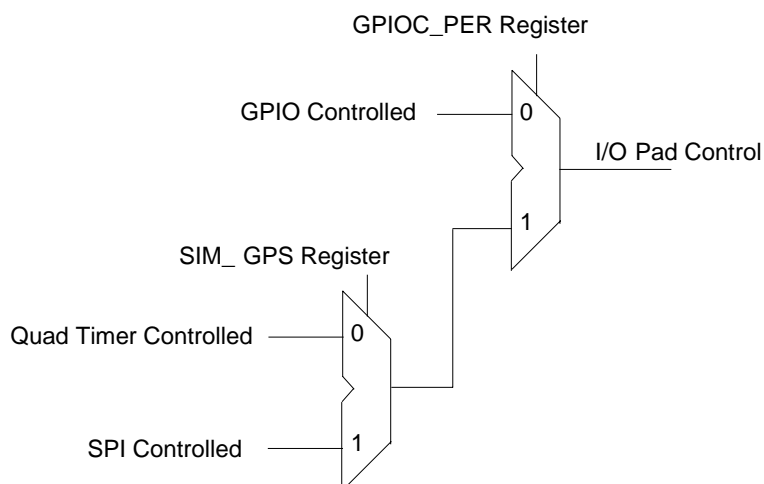 GPIOC_PER Register
GPIO Controlled
0
I/O Pad Control
1
SIM_ GPS Register
Quad Timer Controlled
0
SPI Controlled
1